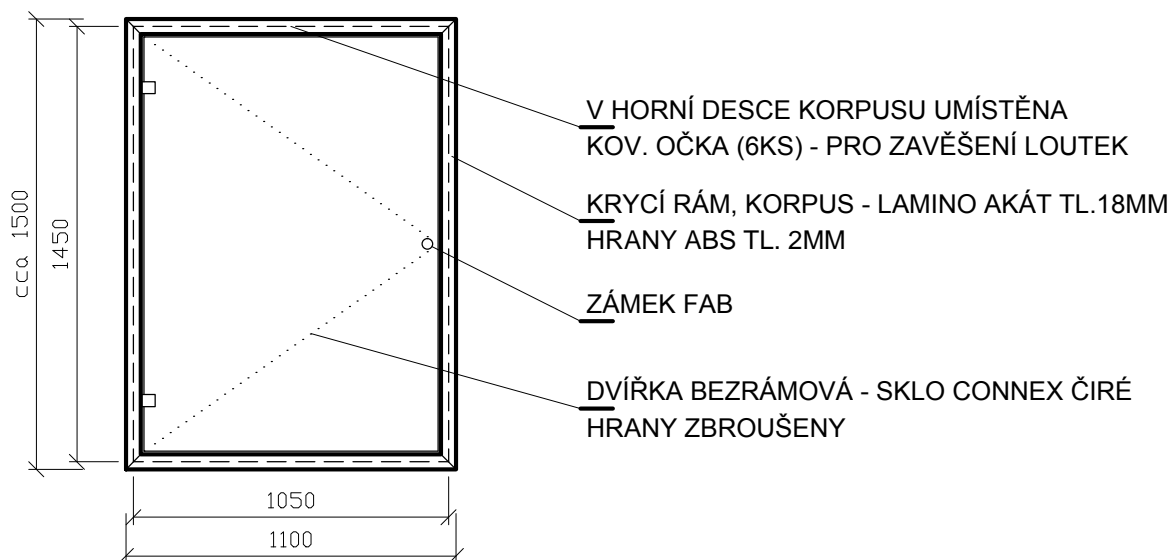 V HORNÍ DESCE KORPUSU UMÍSTĚNA
KOV. OČKA (6KS) - PRO ZAVĚŠENÍ LOUTEK
KRYCÍ RÁM, KORPUS - LAMINO AKÁT TL.18MM
HRANY ABS TL. 2MM
ZÁMEK FAB
DVÍŘKA BEZRÁMOVÁ - SKLO CONNEX ČIRÉ
HRANY ZBROUŠENY
cca 1500
1450
1050
1100